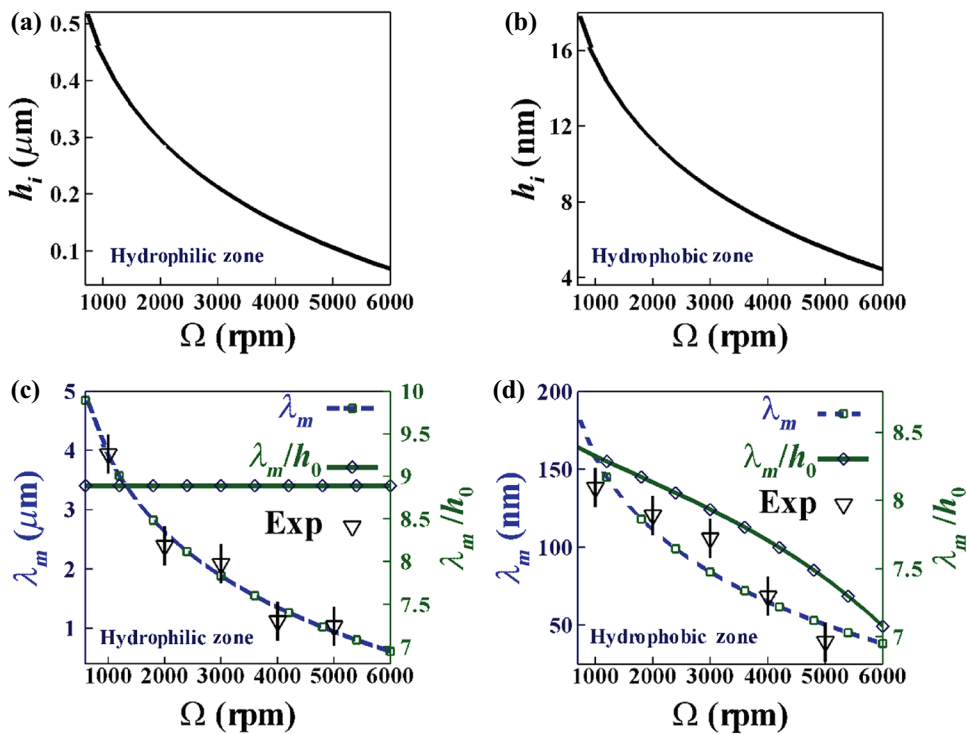 (a)
0.5
0.4
0.3
0.2
0.1
h_i (μm)
Hydrophilic zone
1000 2000 3000 4000 5000 6000
Ω (rpm)
(b)
16
12
8
4
h_i (nm)
Hydrophobic zone
1000 2000 3000 4000 5000 6000
Ω (rpm)
(c)
5
4
3
2
1
λ_m (μm)
λ_m
λ_m/h_0
Exp
Hydrophilic zone
10
9.5
9
8.5
8
7.5
7
λ_m/h_0
1000 2000 3000 4000 5000 6000
Ω (rpm)
(d)
200
150
100
50
λ_m (nm)
λ_m
λ_m/h_0
Exp
Hydrophobic zone
8.5
8
7.5
7
λ_m/h_0
1000 2000 3000 4000 5000 6000
Ω (rpm)